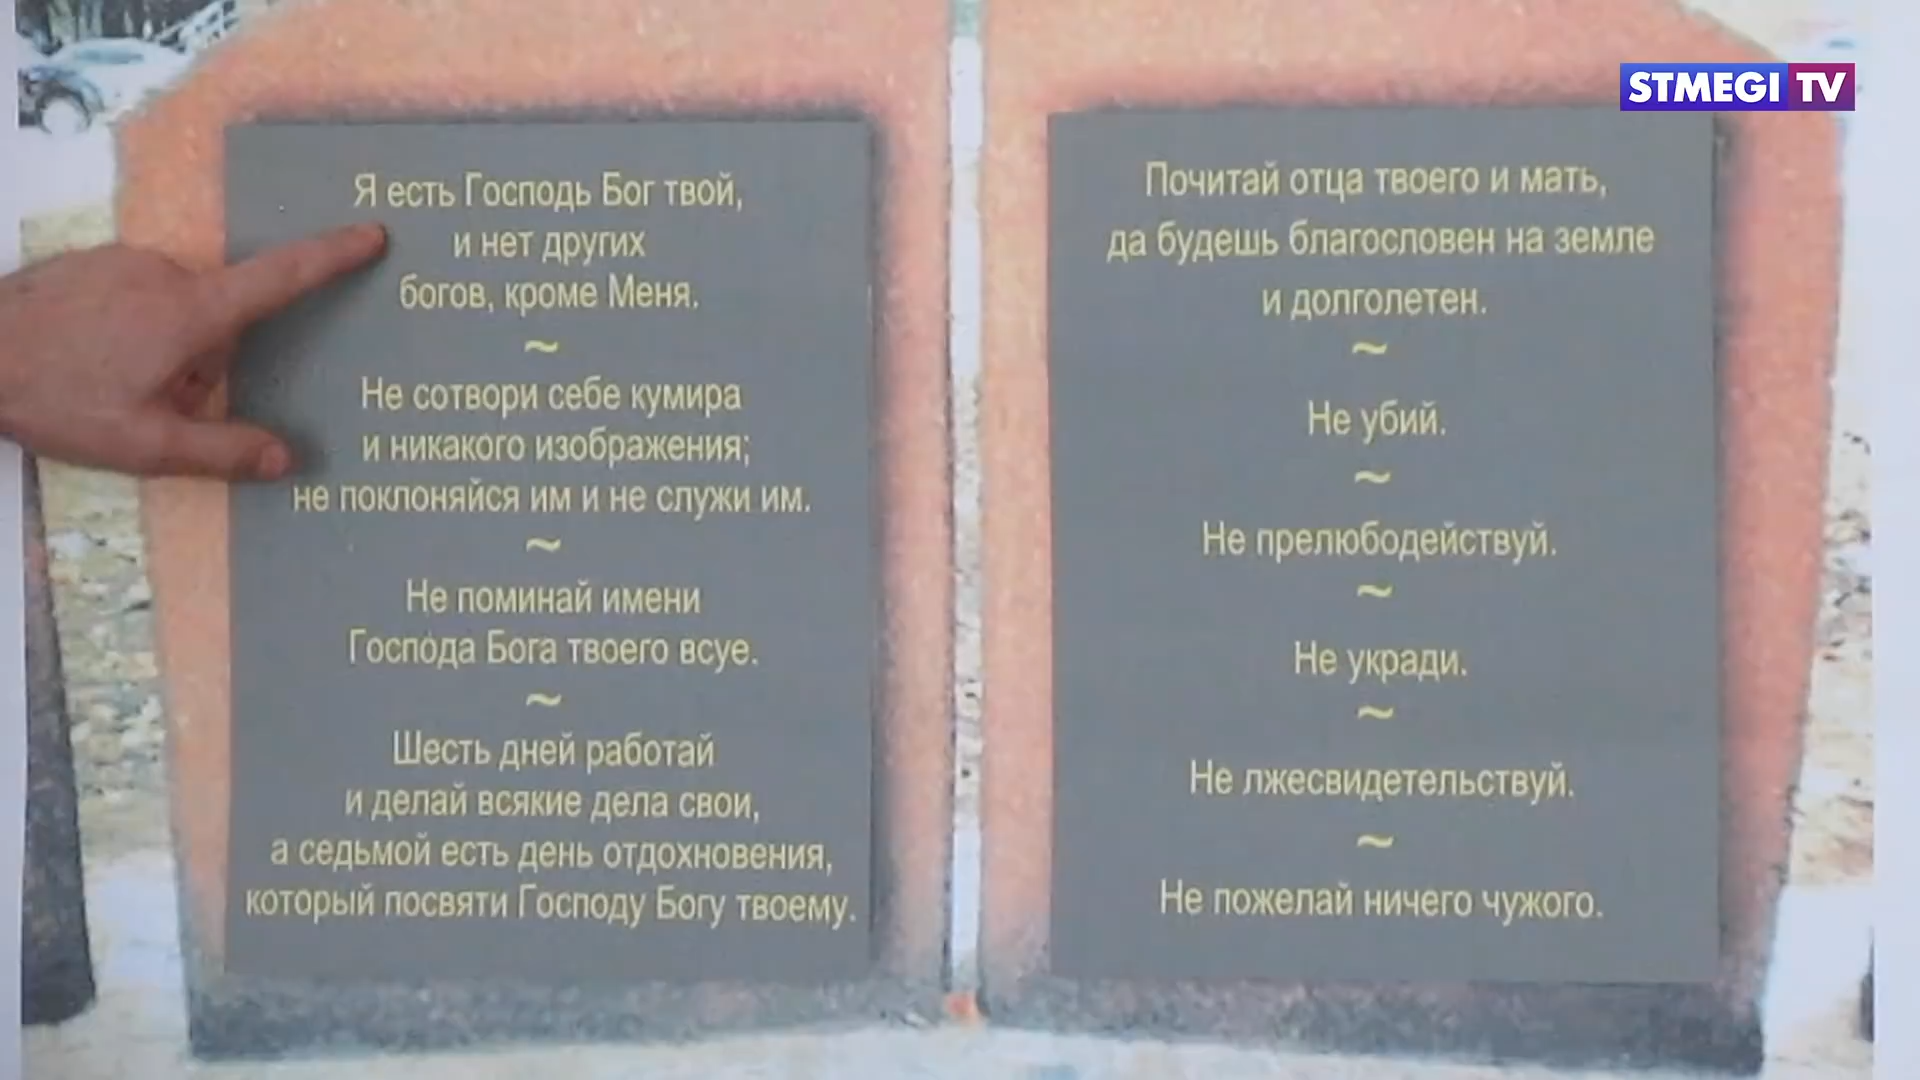 STMEGI TV
Я есть Господь Бог твой,
и нет других
богов, кроме Меня.
~
Не сотвори себе кумира
и никакого изображения;
не поклоняйся им и не служи им.
~
Не поминай имени
Господа Бога твоего всуе.
~
Шесть дней работай
и делай всякие дела свои,
а седьмой есть день отдохновения,
который посвяти Господу Богу твоему.
Почитай отца твоего и мать,
да будешь благословен на земле
и долголетен.
~
Не убий.
~
Не прелюбодействуй.
~
Не укради.
~
Не лжесвидетельствуй.
~
Не пожелай ничего чужого.